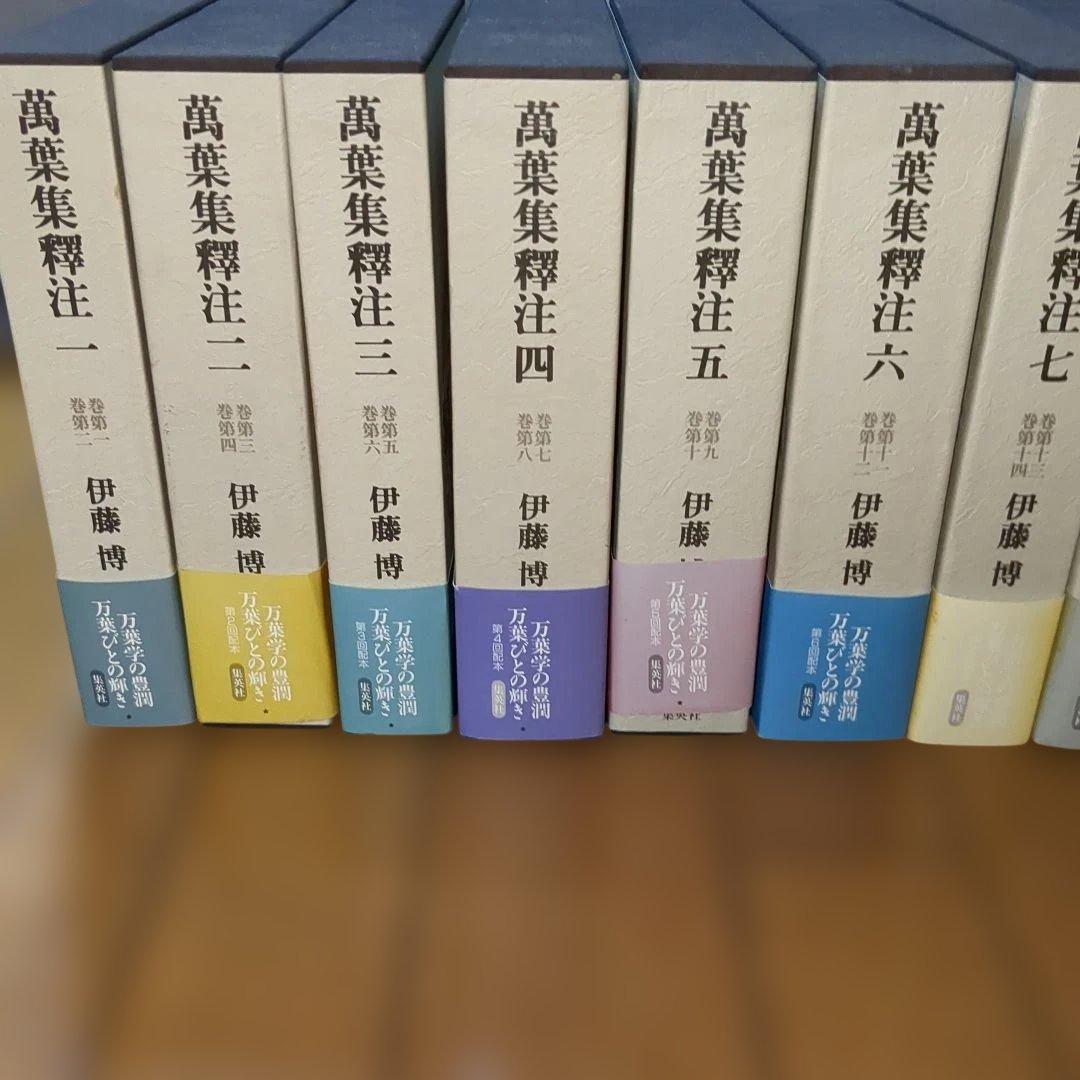 萬葉集釋注 一
巻第一
巻第二
伊藤 博
万葉学の豊潤
万葉びとの輝き
集英社
萬葉集釋注 二
巻第三
巻第四
伊藤 博
万葉学の豊潤
万葉びとの輝き
第2回配本
集英社
萬葉集釋注 三
巻第五
巻第六
伊藤 博
万葉学の豊潤
万葉びとの輝き
第3回配本
集英社
萬葉集釋注 四
巻第七
巻第八
伊藤 博
万葉学の豊潤
万葉びとの輝き
第4回配本
集英社
萬葉集釋注 五
巻第九
巻第十
伊藤
万葉学の豊潤
万葉びとの輝き
第5回配本
集英社
集英社
萬葉集釋注 六
巻第十一
巻第十二
伊藤 博
万葉学の豊潤
万葉びとの輝き
第6回配本
集英社
萬葉集釋注 七
巻第十三
巻第十四
伊藤 博
集英社